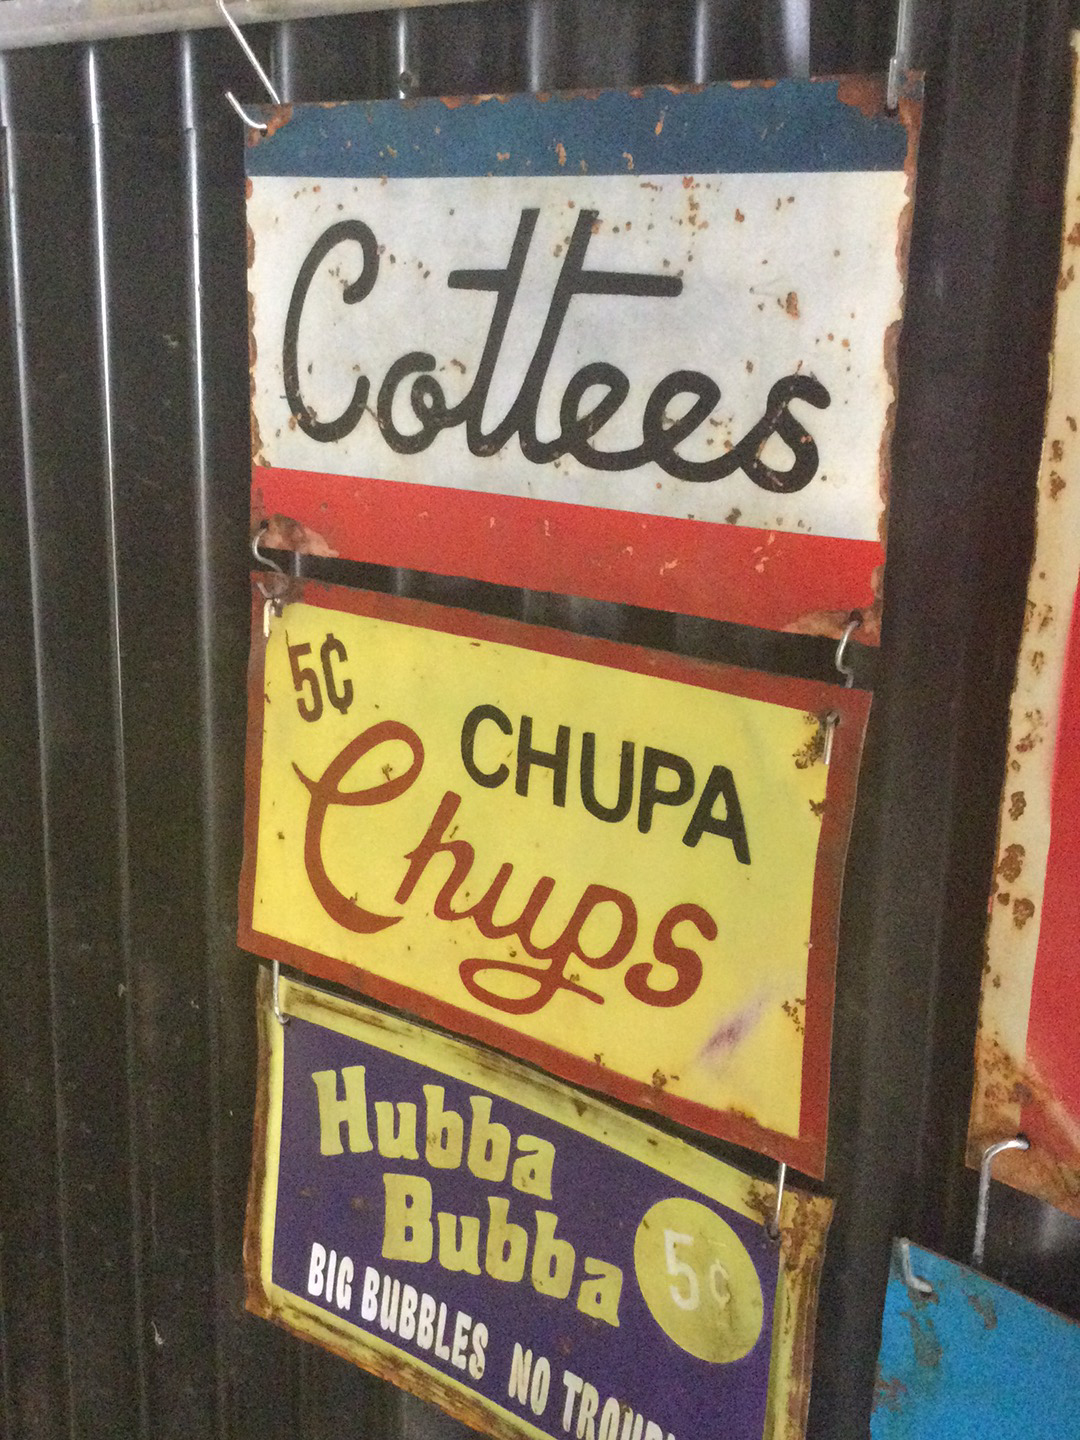 Cottees
5¢
CHUPA
Chups
Hubba
Bubba
5¢
BIG BUBBLES NO